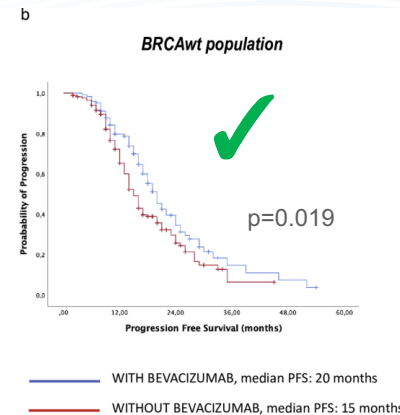 b
BRCAwt population
Proabability of Progression
1,0
0,8
0,6
0,4
0,2
0,0
p=0.019
,00 12,00 24,00 36,00 48,00 60,00
Progression Free Survival (months)
WITH BEVACIZUMAB, median PFS: 20 months
WITHOUT BEVACIZUMAB, median PFS: 15 months